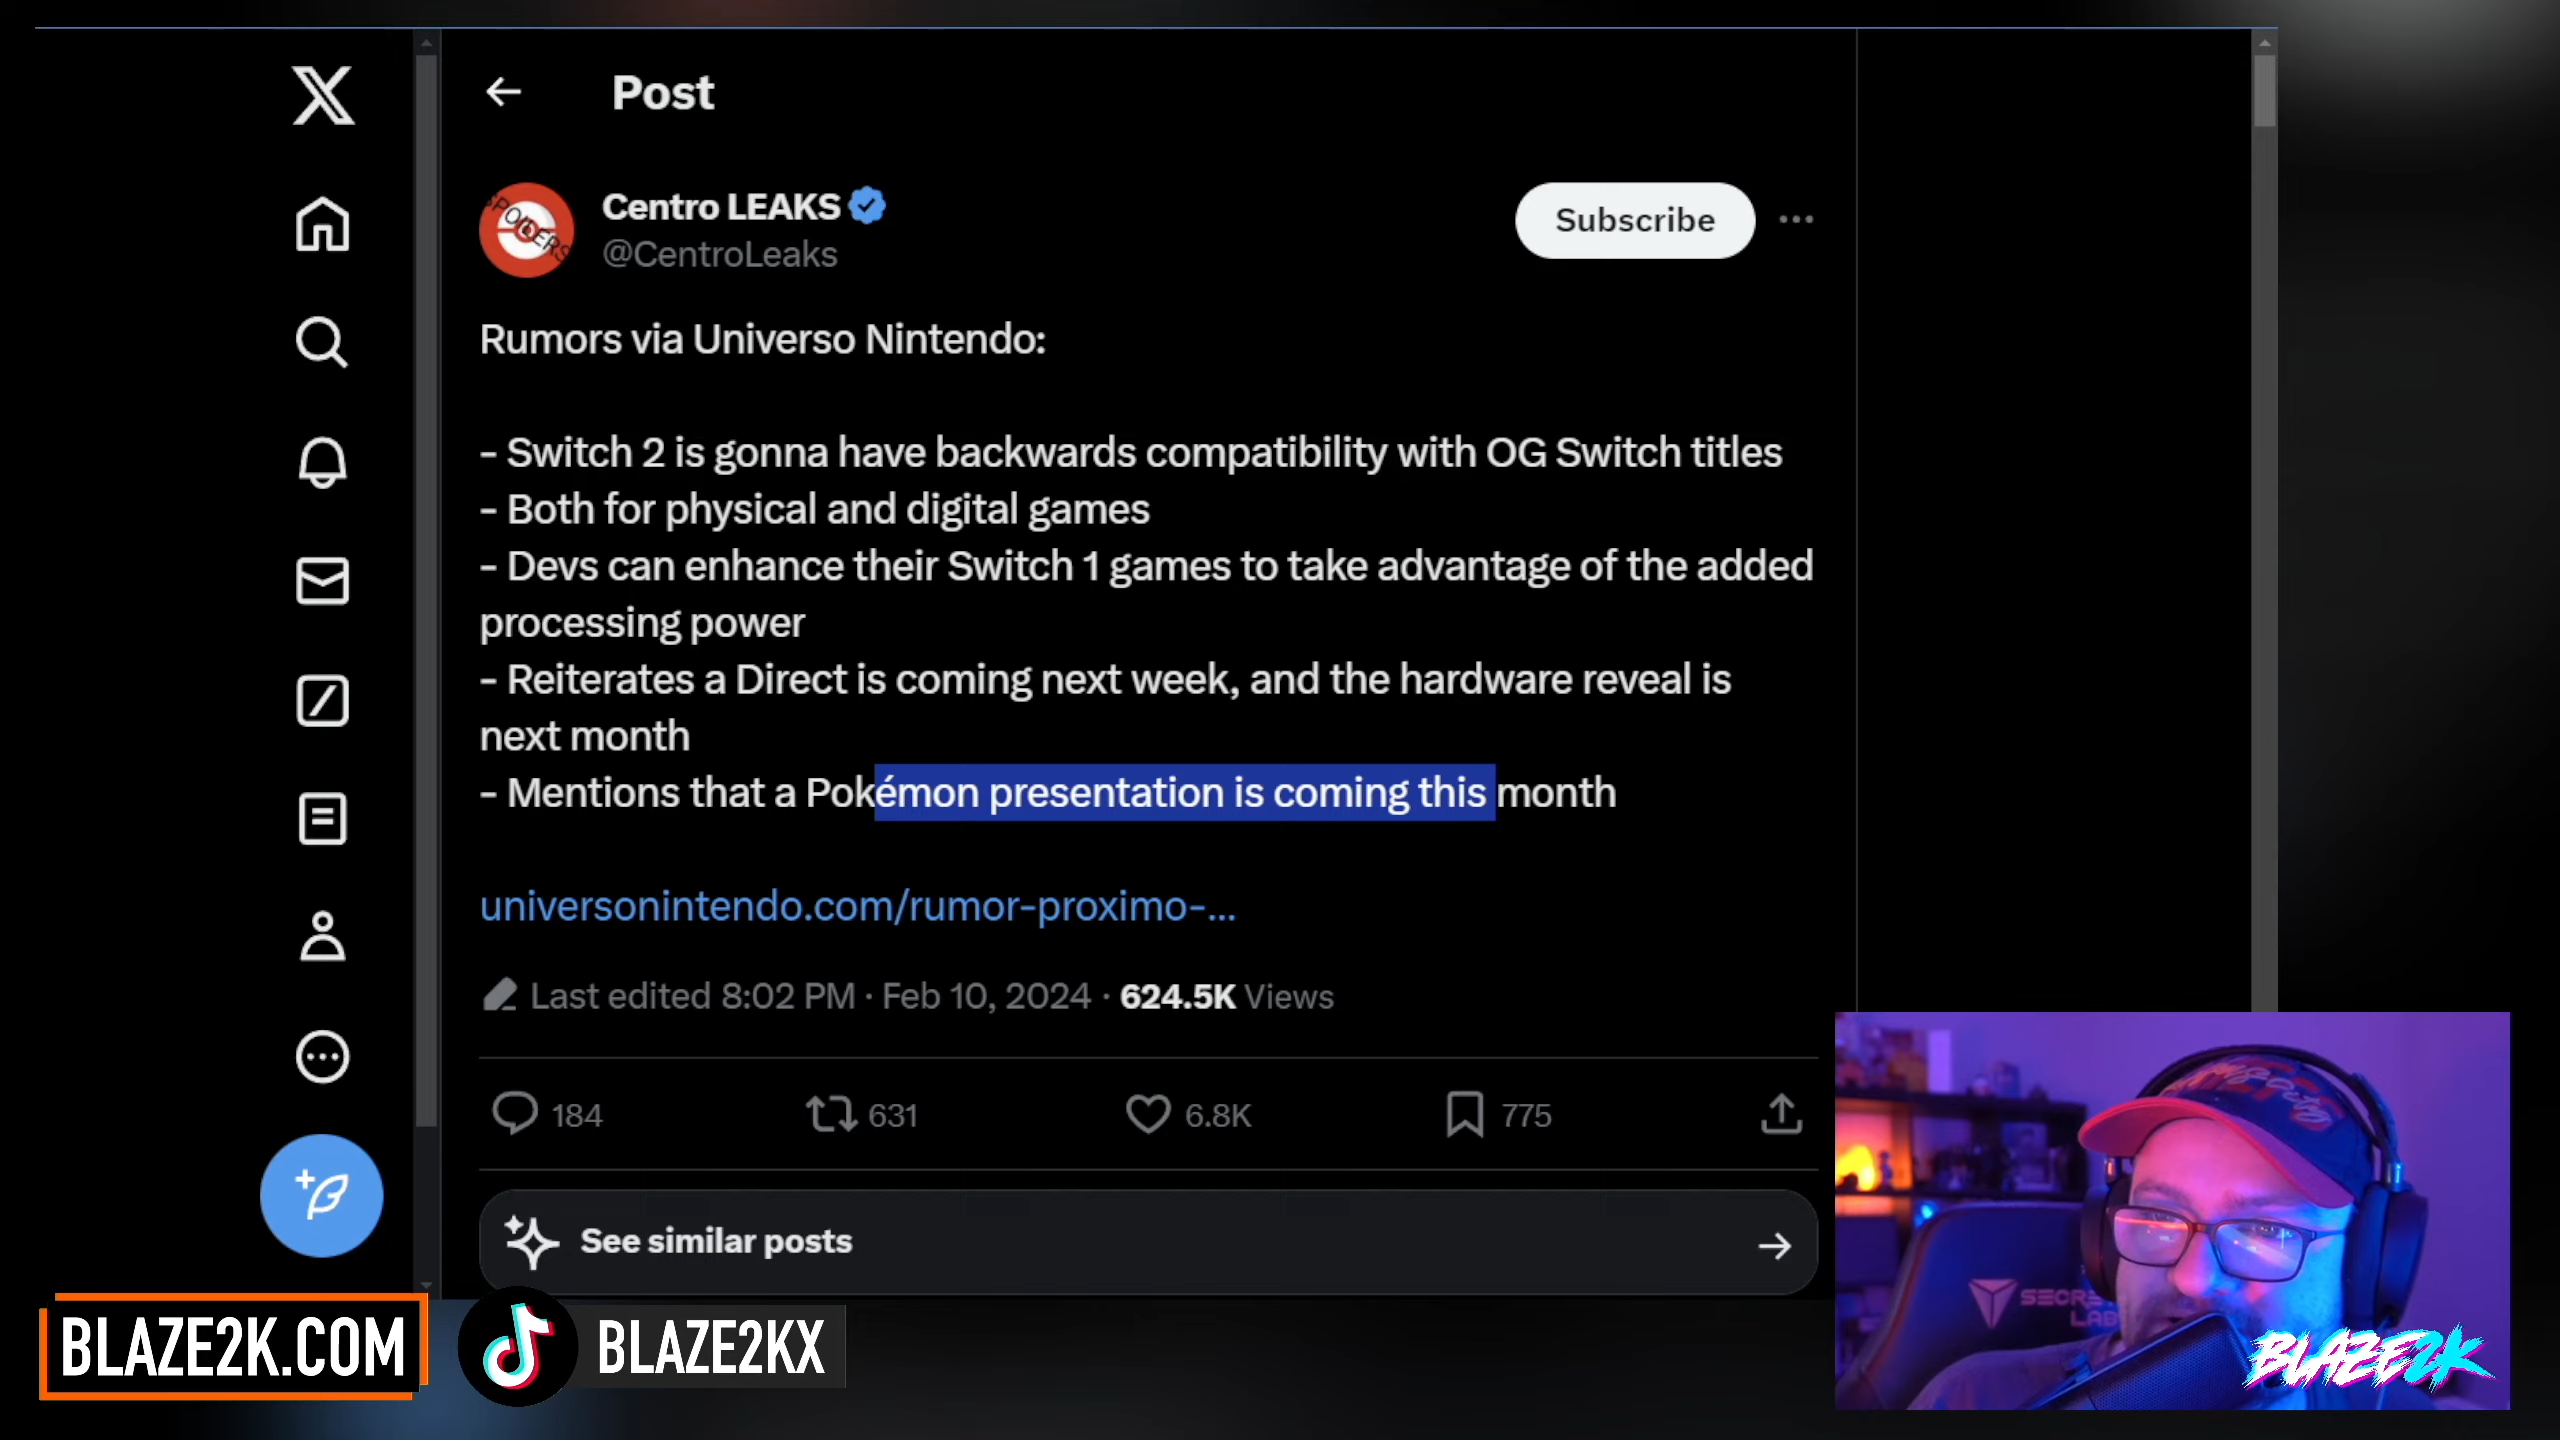 Post
Centro LEAKS
@CentroLeaks
Subscribe
SPOILERS
Rumors via Universo Nintendo:
- Switch 2 is gonna have backwards compatibility with OG Switch titles
- Both for physical and digital games
- Devs can enhance their Switch 1 games to take advantage of the added
processing power
- Reiterates a Direct is coming next week, and the hardware reveal is
next month
- Mentions that a Pokémon presentation is coming this month
universonintendo.com/rumor-proximo-...
Last edited 8:02 PM · Feb 10, 2024 · 624.5K Views
184 631 6.8K 775
See similar posts
BLAZE2K.COM
BLAZE2KX
BLAZE2K